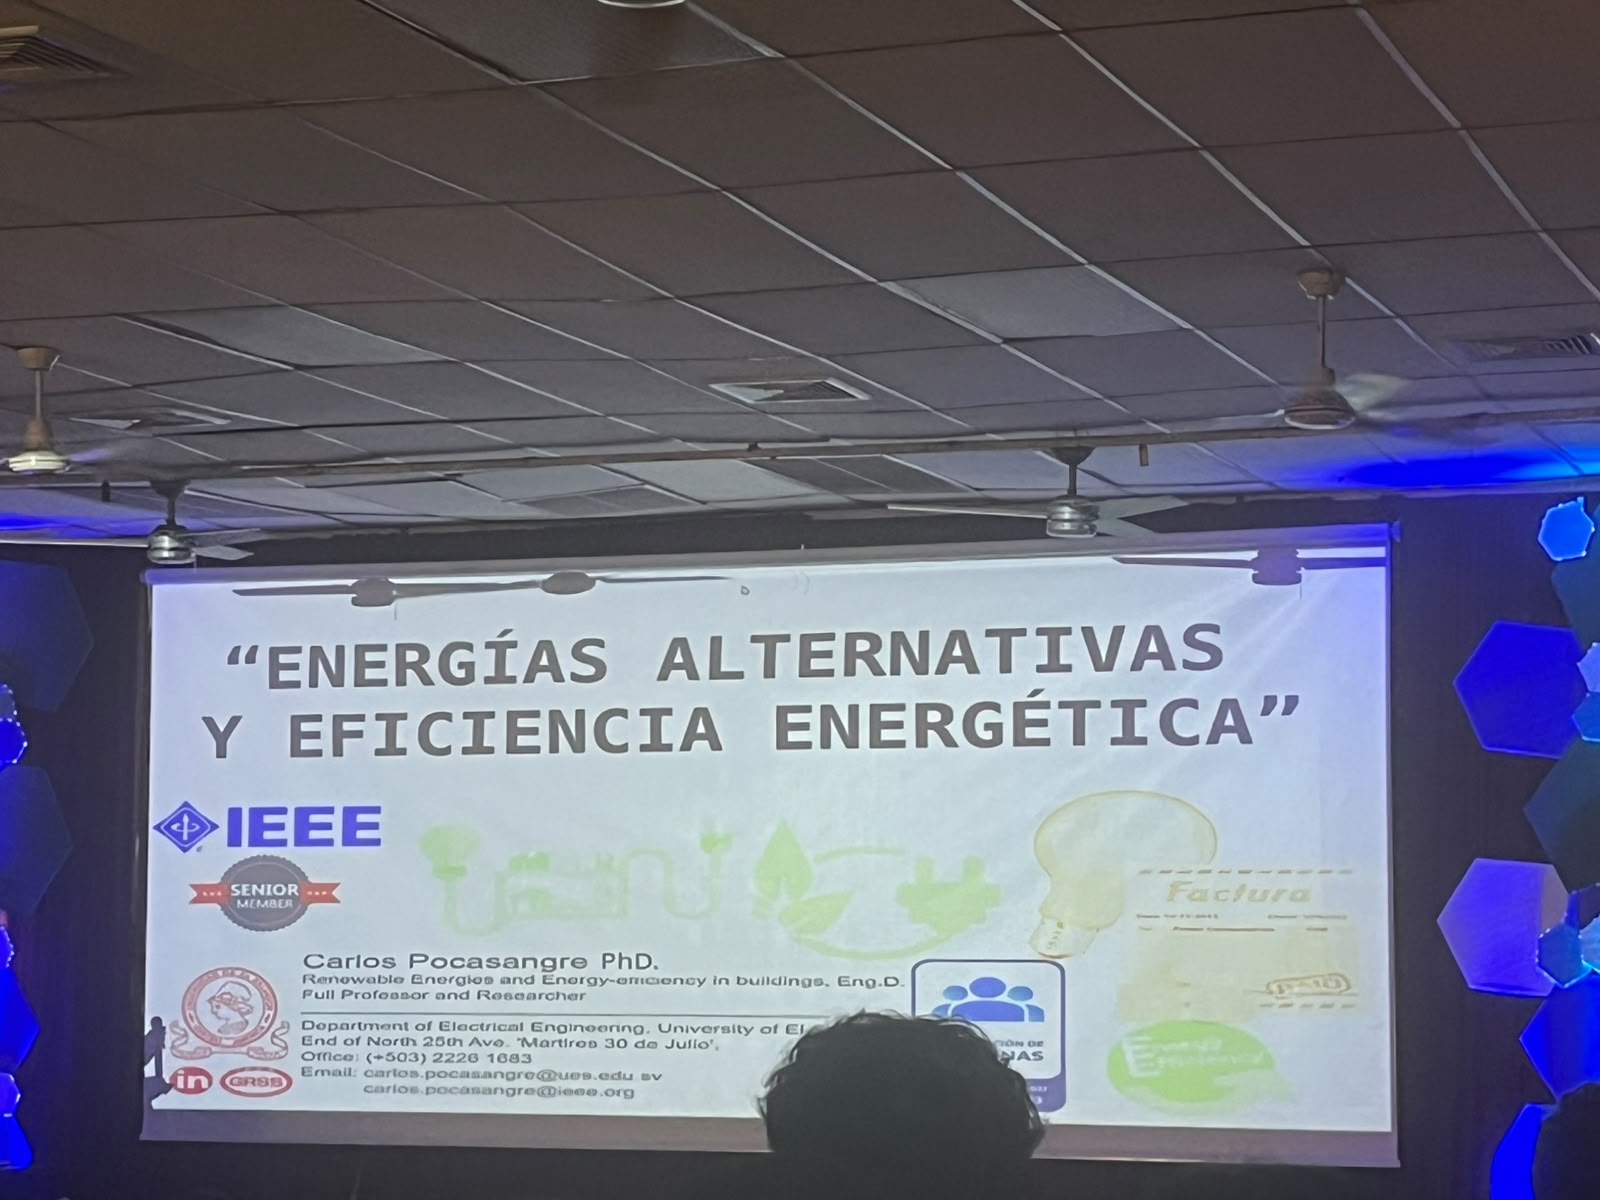 “ENERGÍAS ALTERNATIVAS
Y EFICIENCIA ENERGÉTICA”
IEEE
SENIOR
MEMBER
Factura
Carlos Pocasangre PhD.
Renewable Energies and Energy-efficiency in buildings, Eng.D.
Full Professor and Researcher
Department of Electrical Engineering, University of El
End of North 25th Ave. "Martires 30 de Julio",
Office: (+503) 2226 1683
Email: carlos.pocasangre@ues.edu.sv
carlos.pocasangre@ieee.org
in
GRSS